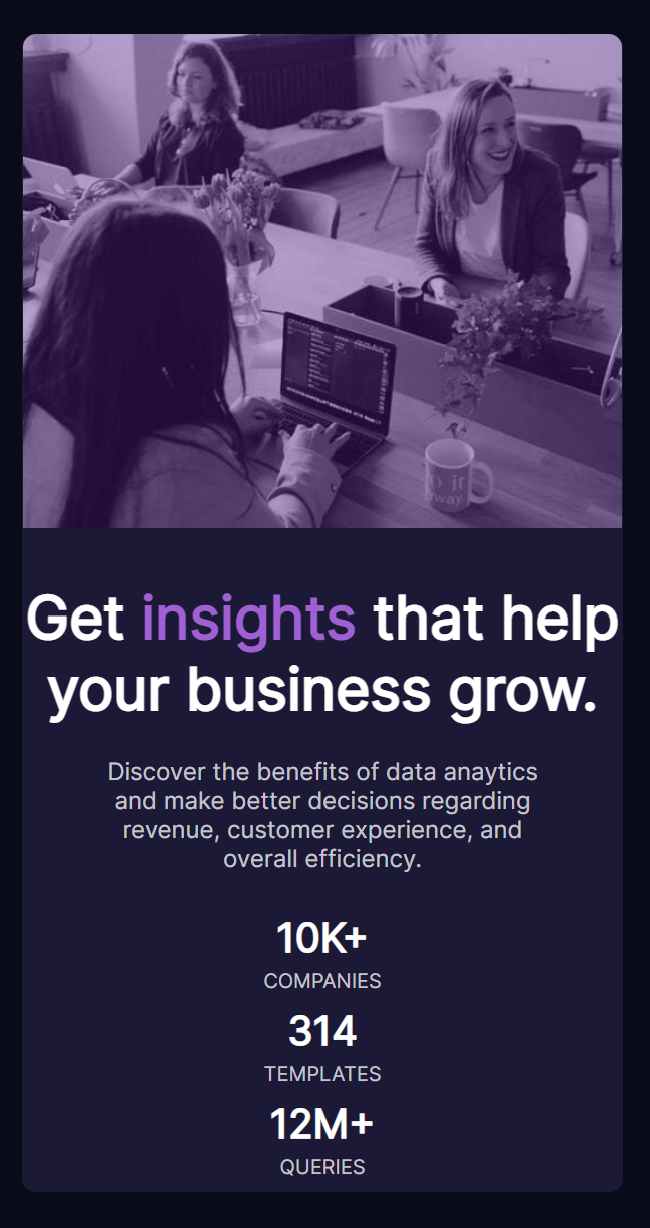 Get insights that help
your business grow.
Discover the benefits of data anaytics
and make better decisions regarding
revenue, customer experience, and
overall efficiency.
10K+
COMPANIES
314
TEMPLATES
12M+
QUERIES